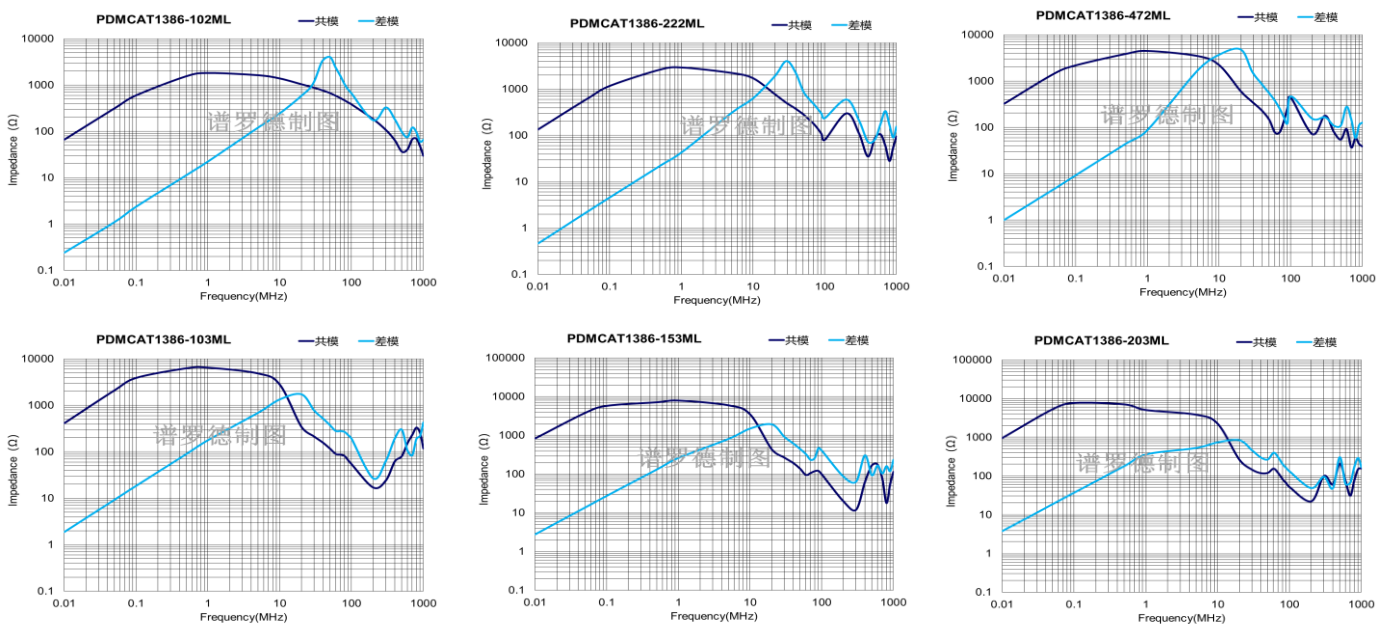 PDMCAT1386-102ML
共模 差模
10000
1000
100
10
1
0.1
Impedance (Ω)
谱罗德制图
0.01 0.1 1 10 100 1000
Frequency(MHz)
PDMCAT1386-222ML
共模 差模
10000
1000
100
10
1
0.1
Impedance (Ω)
谱罗德制图
0.01 0.1 1 10 100 1000
Frequency(MHz)
PDMCAT1386-472ML
共模 差模
10000
1000
100
10
1
0.1
Impedance (Ω)
谱罗德制图
0.01 0.1 1 10 100 1000
Frequency(MHz)
PDMCAT1386-103ML
共模 差模
10000
1000
100
10
1
0.1
Impedance (Ω)
谱罗德制图
0.01 0.1 1 10 100 1000
Frequency(MHz)
PDMCAT1386-153ML
共模 差模
100000
10000
1000
100
10
1
0.1
Impedance (Ω)
谱罗德制图
0.01 0.1 1 10 100 1000
Frequency(MHz)
PDMCAT1386-203ML
共模 差模
100000
10000
1000
100
10
1
0.1
Impedance (Ω)
谱罗德制图
0.01 0.1 1 10 100 1000
Frequency(MHz)